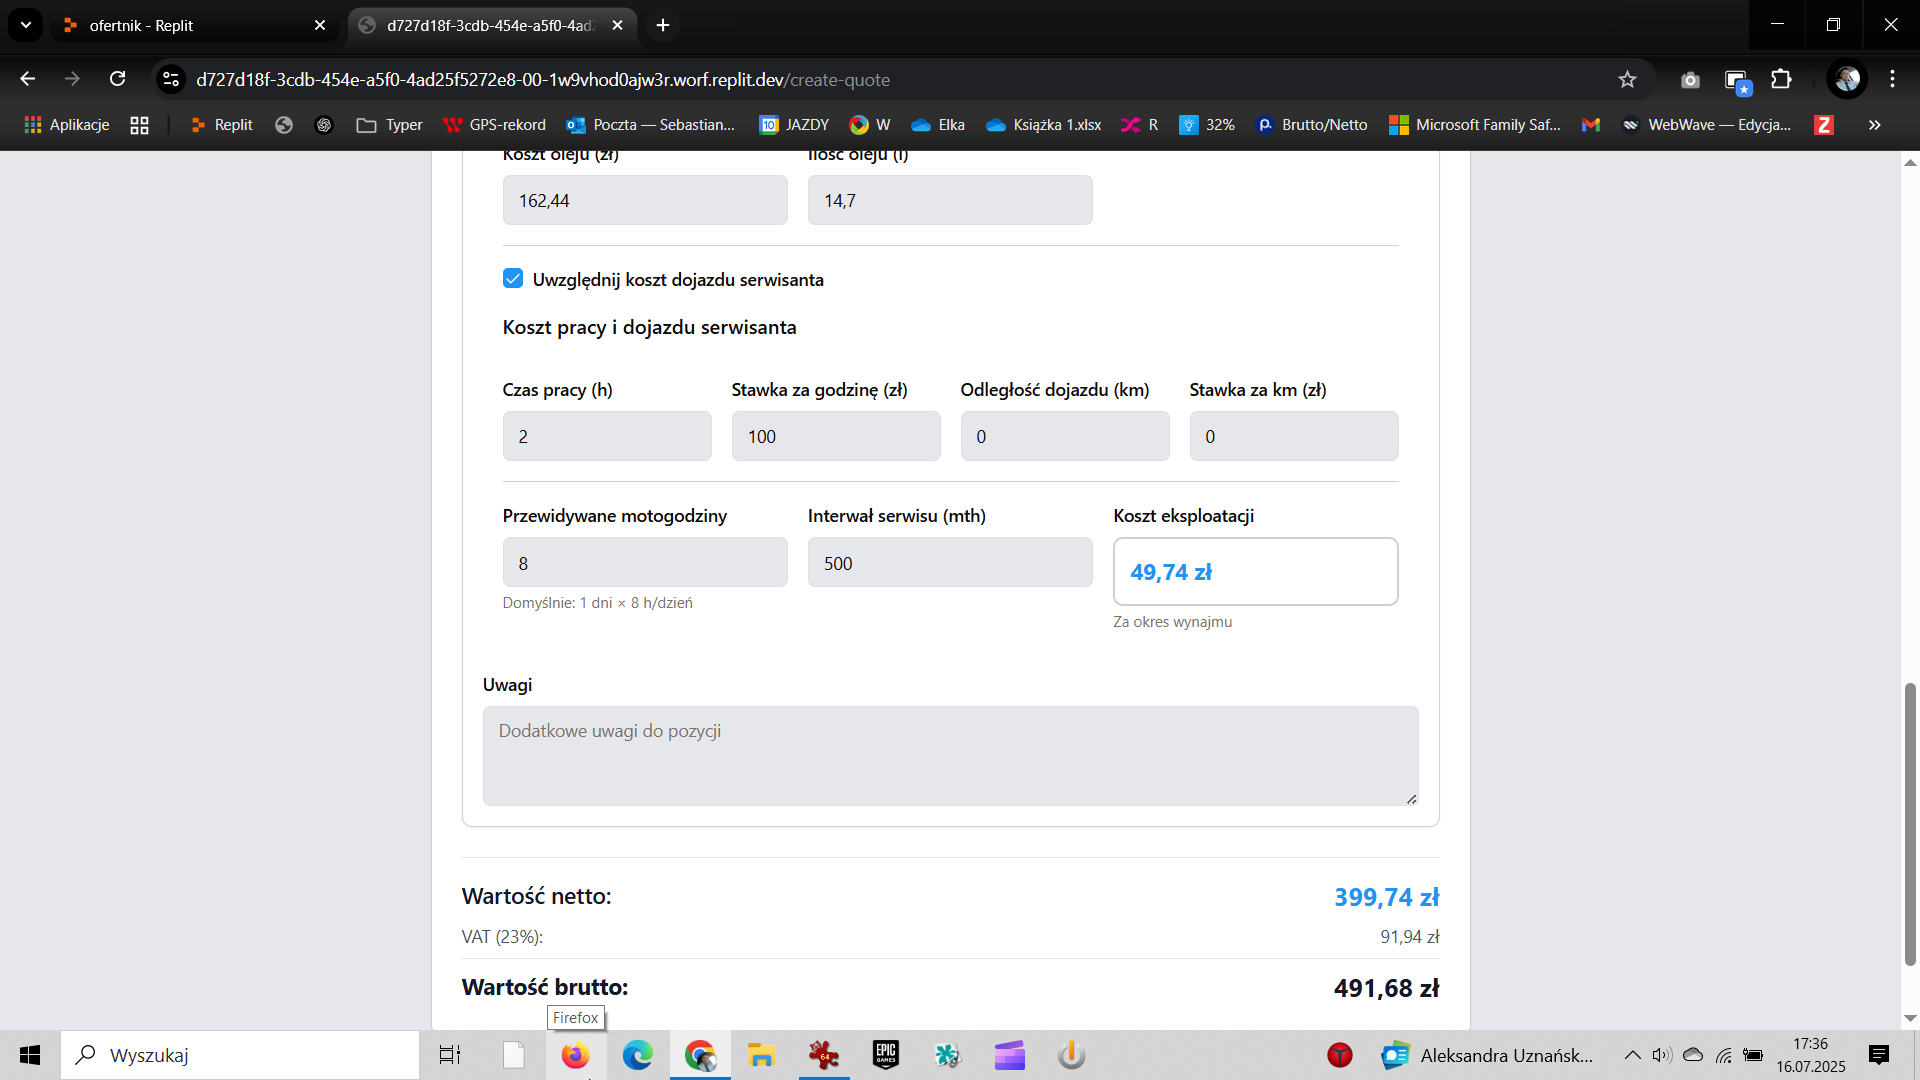 ofertnik - Replit
d727d18f-3cdb-454e-a5f0-4ad2
d727d18f-3cdb-454e-a5f0-4ad25f5272e8-00-1w9vhod0ajw3r.worf.replit.dev/create-quote
Aplikacje Replit Typer GPS-rekord Poczta — Sebastian... 10 JAZDY W Elka Książka 1.xlsx R 32% p. Brutto/Netto Microsoft Family Saf... WebWave — Edycja... Z »
Koszt oleju (zł) Ilość oleju (l)
162,44 14,7
Uwzględnij koszt dojazdu serwisanta
Koszt pracy i dojazdu serwisanta
Czas pracy (h) Stawka za godzinę (zł) Odległość dojazdu (km) Stawka za km (zł)
2 100 0 0
Przewidywane motogodziny Interwał serwisu (mth) Koszt eksploatacji
8 500 49,74 zł
Domyślnie: 1 dni × 8 h/dzień
Za okres wynajmu
Uwagi
Dodatkowe uwagi do pozycji
Wartość netto: 399,74 zł
VAT (23%): 91,94 zł
Wartość brutto: 491,68 zł
Firefox
Wyszukaj 64 EPIC GAMES Aleksandra Uznańsk... 17:36
16.07.2025